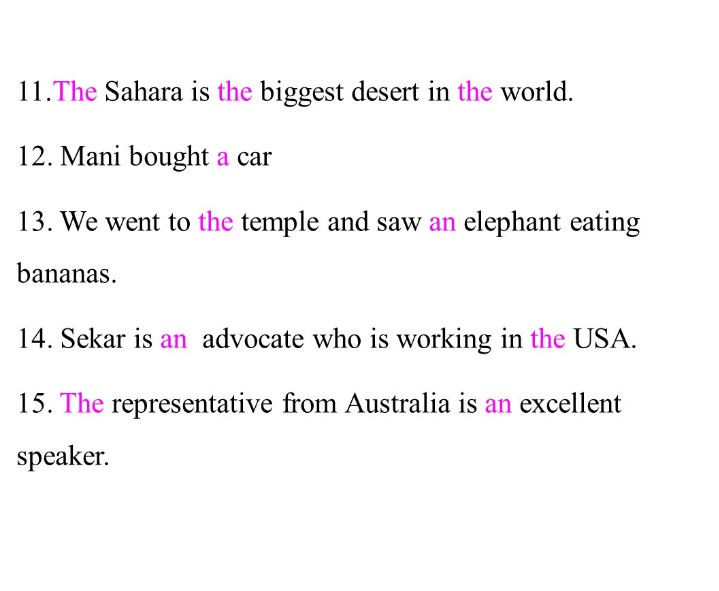 11.The Sahara is the biggest desert in the world.
12. Mani bought a car
13. We went to the temple and saw an elephant eating
bananas.
14. Sekar is an  advocate who is working in the USA.
15. The representative from Australia is an excellent
speaker.